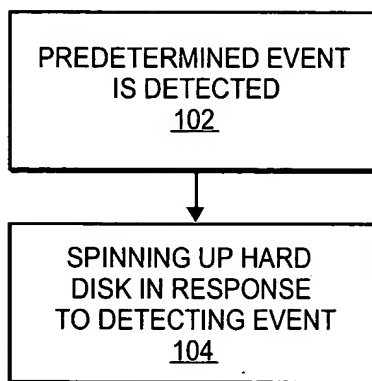 PREDETERMINED EVENT
IS DETECTED
102
SPINNING UP HARD
DISK IN RESPONSE
TO DETECTING EVENT
104